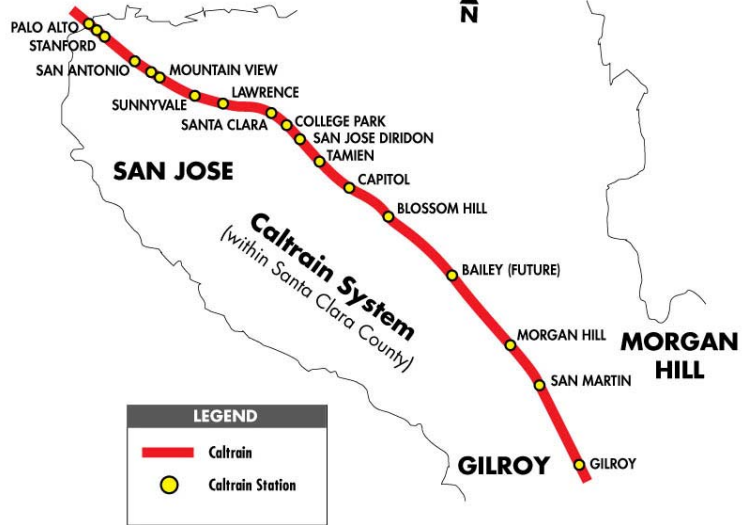 N
PALO ALTO
STANFORD
SAN ANTONIO
MOUNTAIN VIEW
SUNNYVALE
LAWRENCE
SANTA CLARA
COLLEGE PARK
SAN JOSE DIRIDON
TAMIEN
SAN JOSE
CAPITOL
BLOSSOM HILL
Caltrain System
(within Santa Clara County)
BAILEY (FUTURE)
MORGAN HILL
MORGAN
HILL
SAN MARTIN
LEGEND
Caltrain
Caltrain Station
GILROY
GILROY